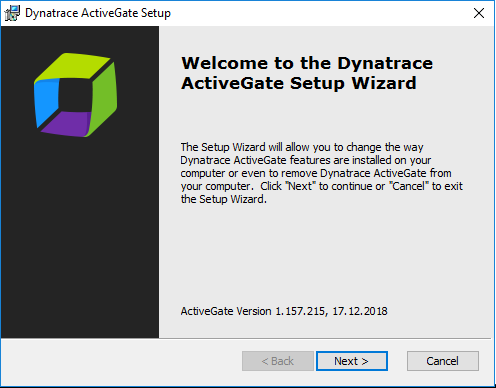 Dynatrace ActiveGate Setup
Welcome to the Dynatrace
ActiveGate Setup Wizard
The Setup Wizard will allow you to change the way
Dynatrace ActiveGate features are installed on your
computer or even to remove Dynatrace ActiveGate from
your computer. Click "Next" to continue or "Cancel" to exit
the Setup Wizard.
ActiveGate Version 1.157.215, 17.12.2018
< Back Next > Cancel